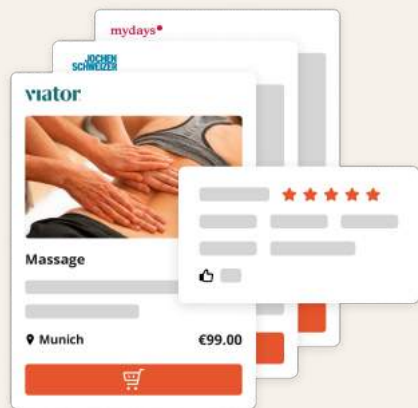 mydays
JOCHEN
SCHWEIZER
viator
Massage
Munich
€99.00